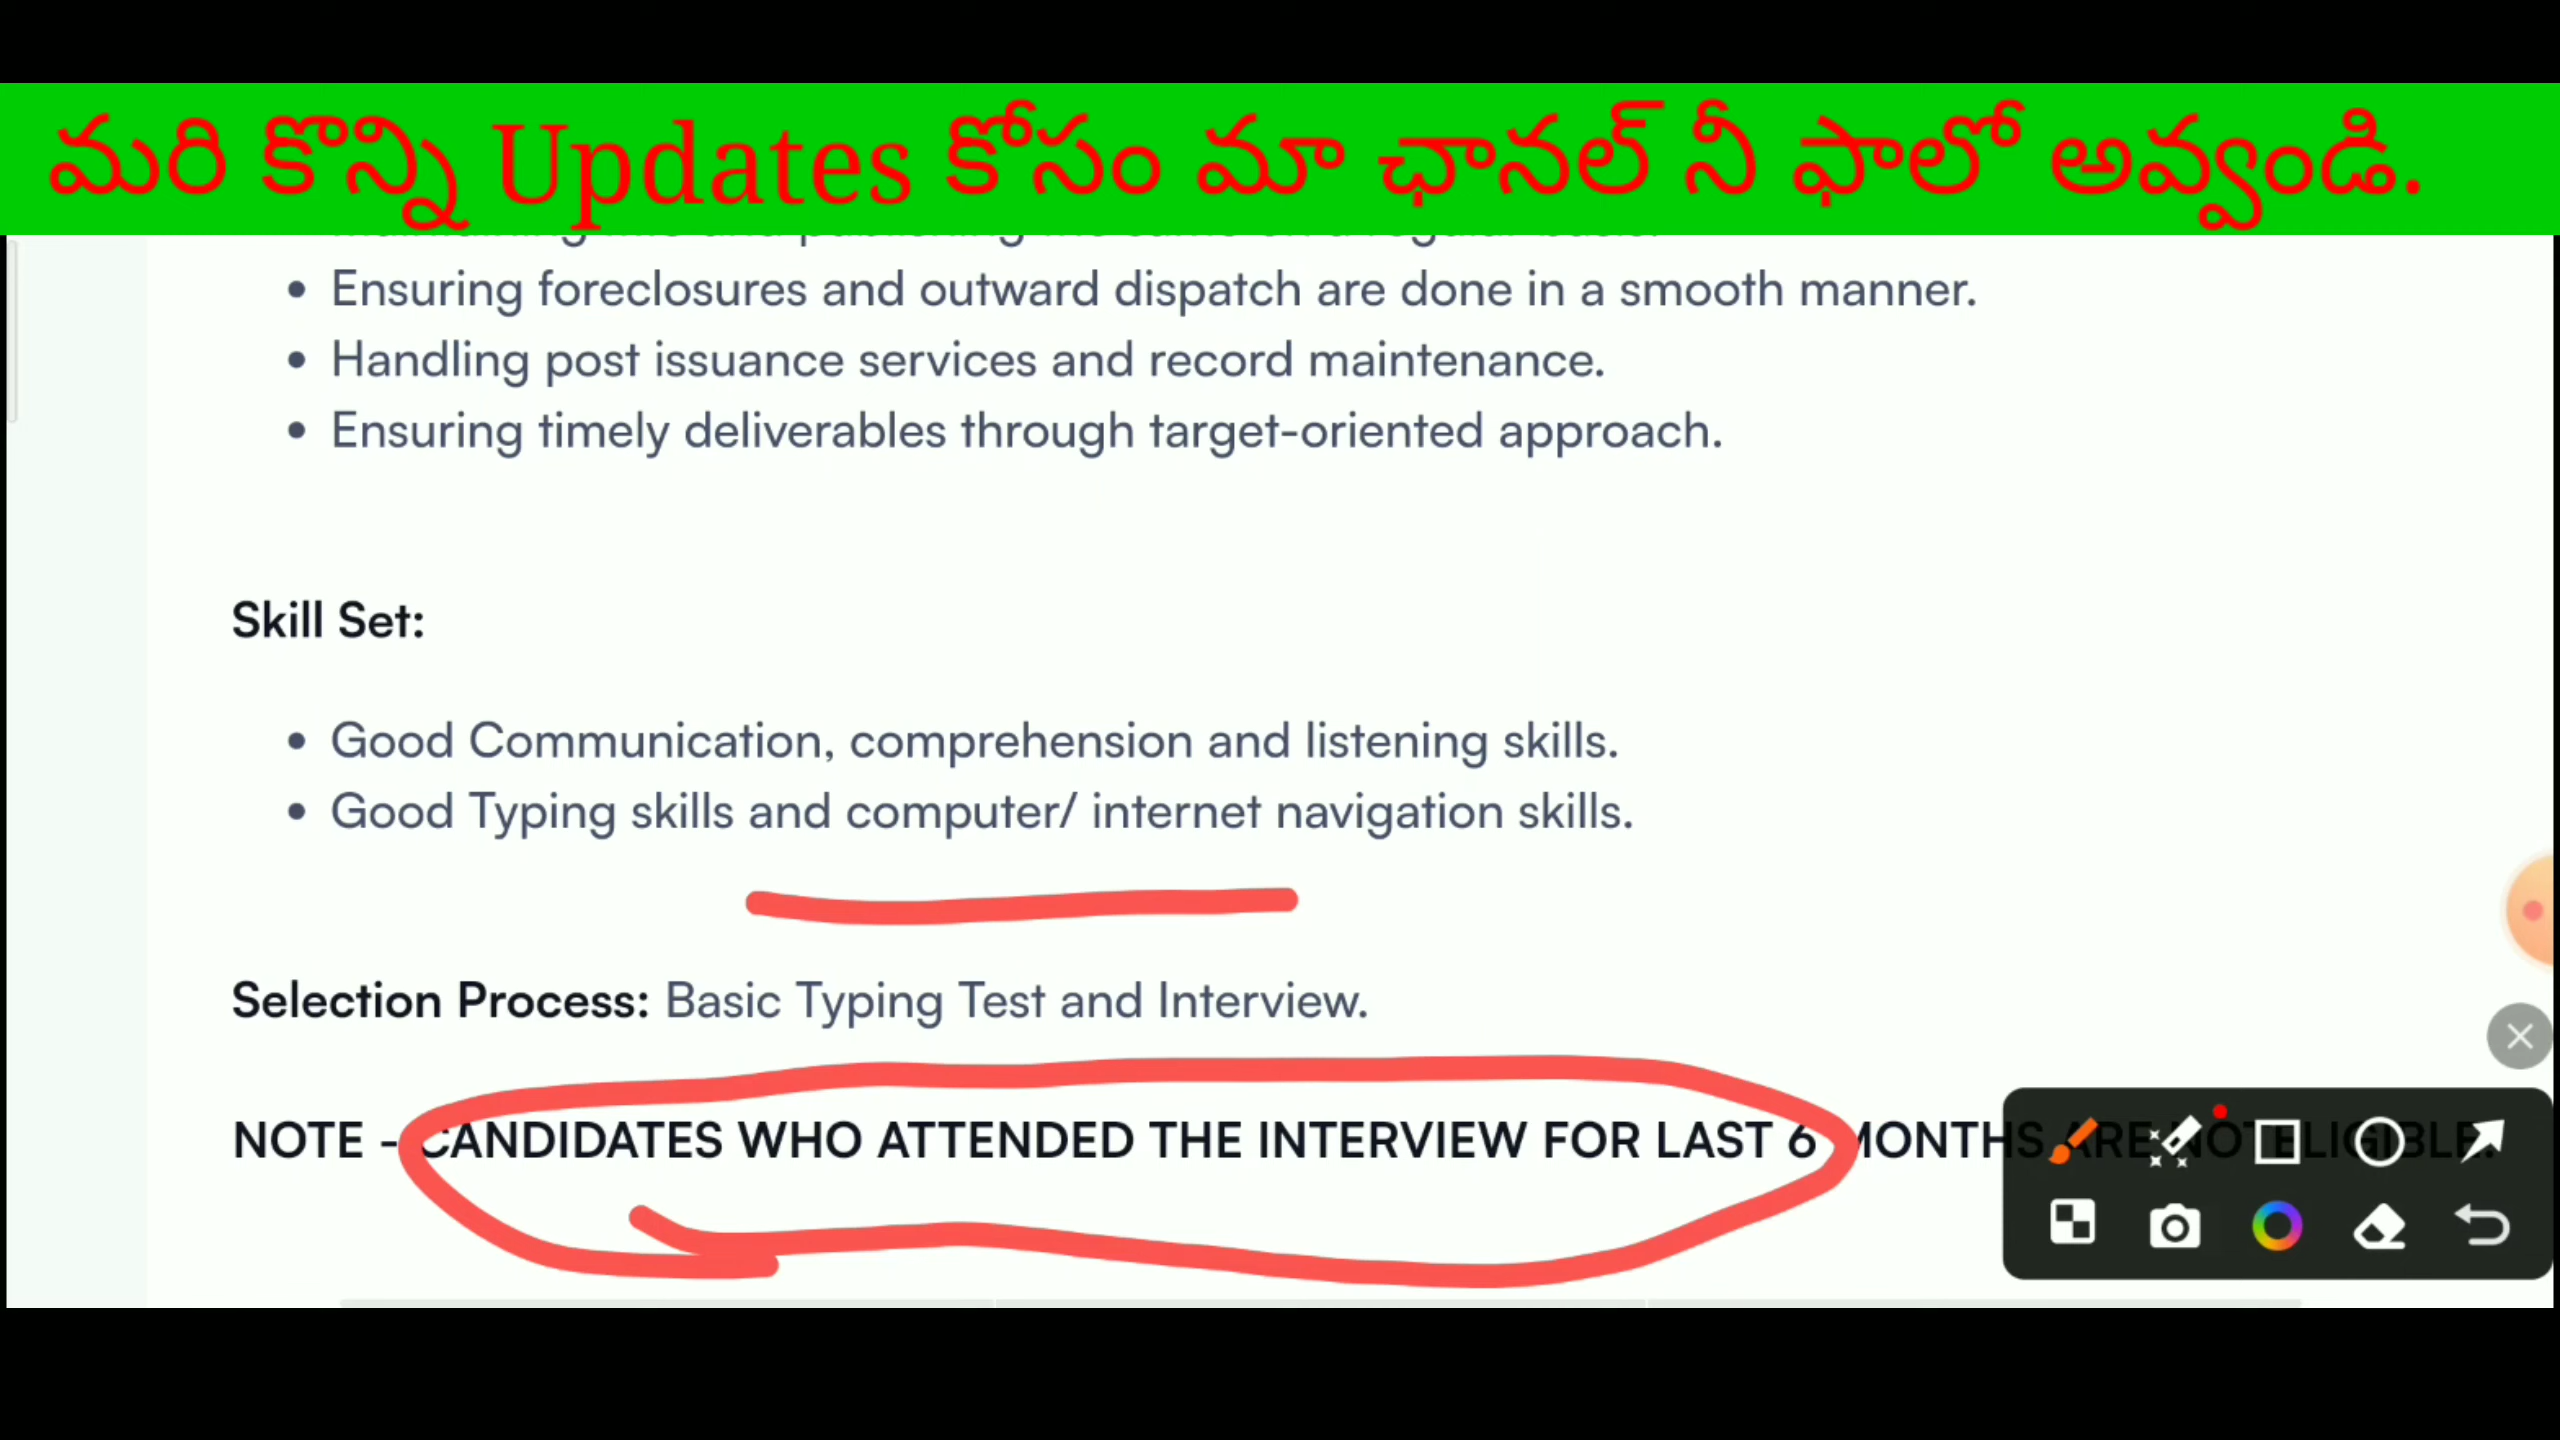 మరి కొన్ని Updates కోసం మా ఛానల్ నీ ఫాలో అవ్వండి.
• Ensuring foreclosures and outward dispatch are done in a smooth manner.
• Handling post issuance services and record maintenance.
• Ensuring timely deliverables through target-oriented approach.
Skill Set:
• Good Communication, comprehension and listening skills.
• Good Typing skills and computer/ internet navigation skills.
Selection Process: Basic Typing Test and Interview.
NOTE - CANDIDATES WHO ATTENDED THE INTERVIEW FOR LAST 6 MONTHS ARE NOT ELIGIBLE.